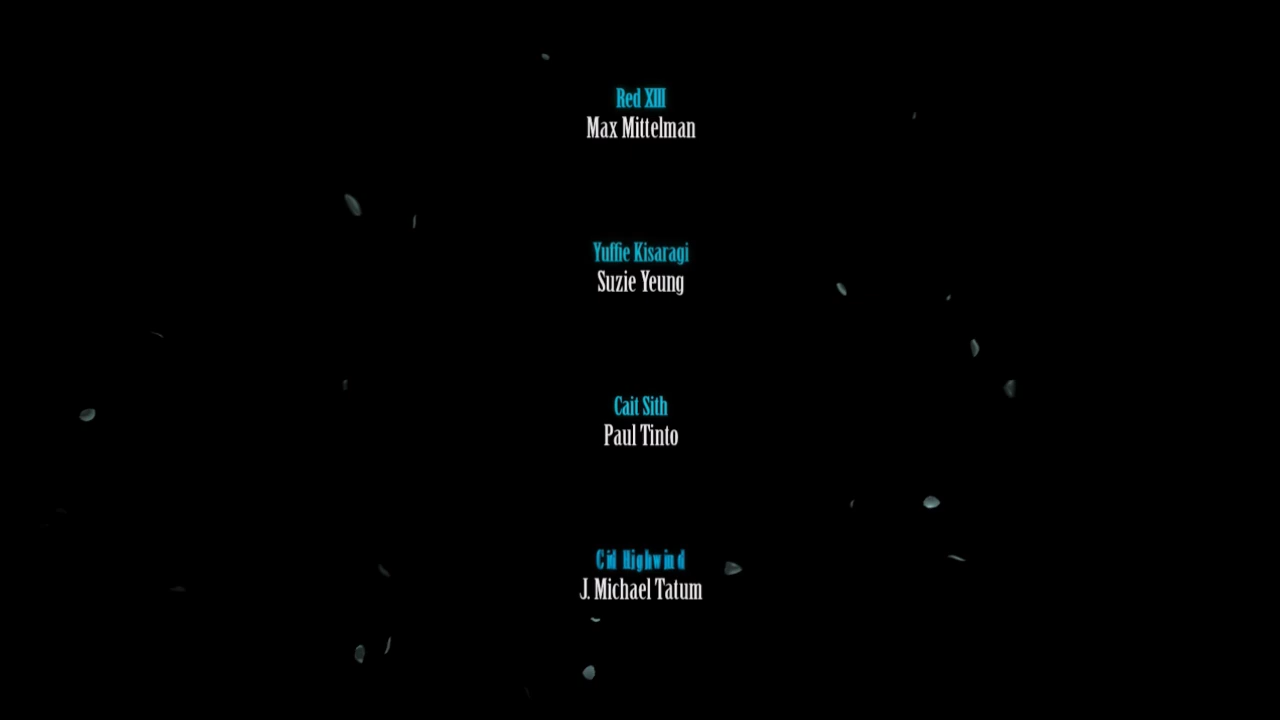 Red XIII
Max Mittelman
Yuffie Kisaragi
Suzie Yeung
Cait Sith
Paul Tinto
Cid Highwind
J. Michael Tatum